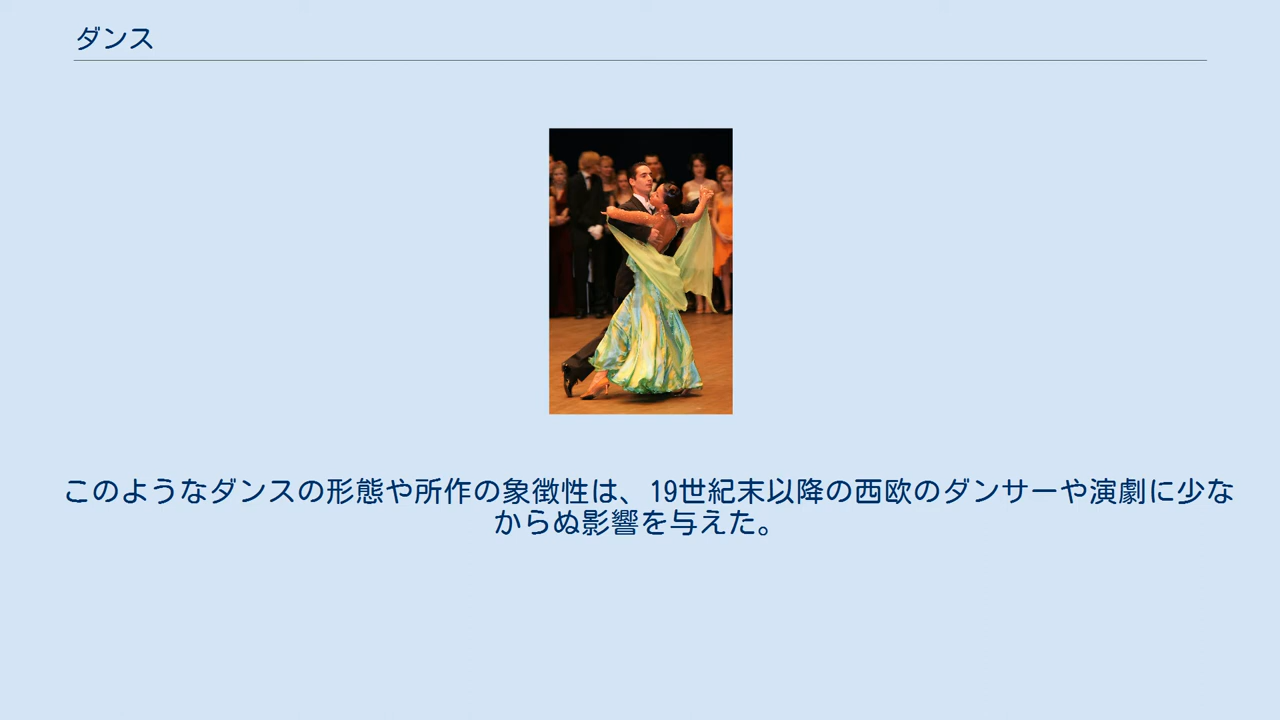 ダンス
このようなダンスの形態や所作の象徴性は、19世紀末以降の西欧のダンサーや演劇に少な
からぬ影響を与えた。